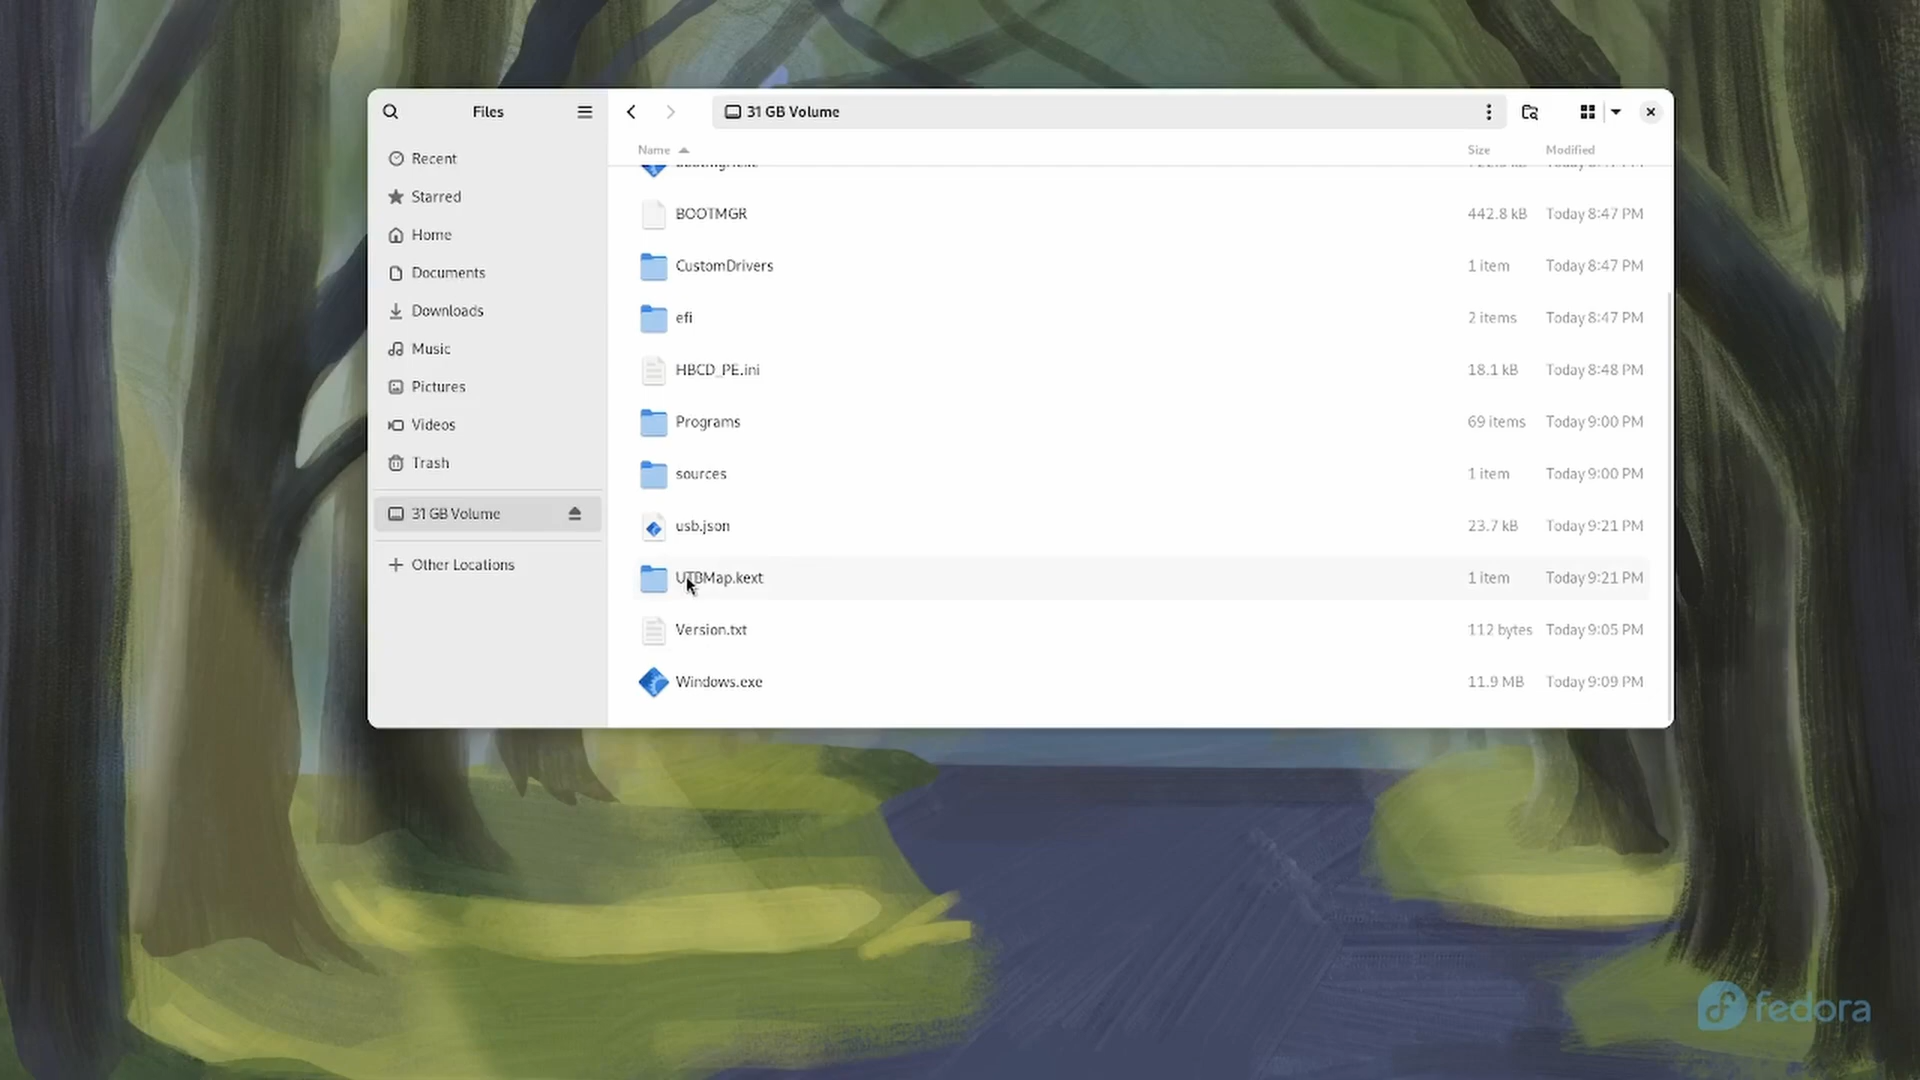 Files
31 GB Volume
Name Size Modified
Recent
Starred
Home
Documents
Downloads
Music
Pictures
Videos
Trash
31 GB Volume
Other Locations
BOOTMGR 442.8 kB Today 8:47 PM
CustomDrivers 1 item Today 8:47 PM
efi 2 items Today 8:47 PM
HBCD_PE.ini 18.1 kB Today 8:48 PM
Programs 69 items Today 9:00 PM
sources 1 item Today 9:00 PM
usb.json 23.7 kB Today 9:21 PM
UTBMap.kext 1 item Today 9:21 PM
Version.txt 112 bytes Today 9:05 PM
Windows.exe 11.9 MB Today 9:09 PM
fedora